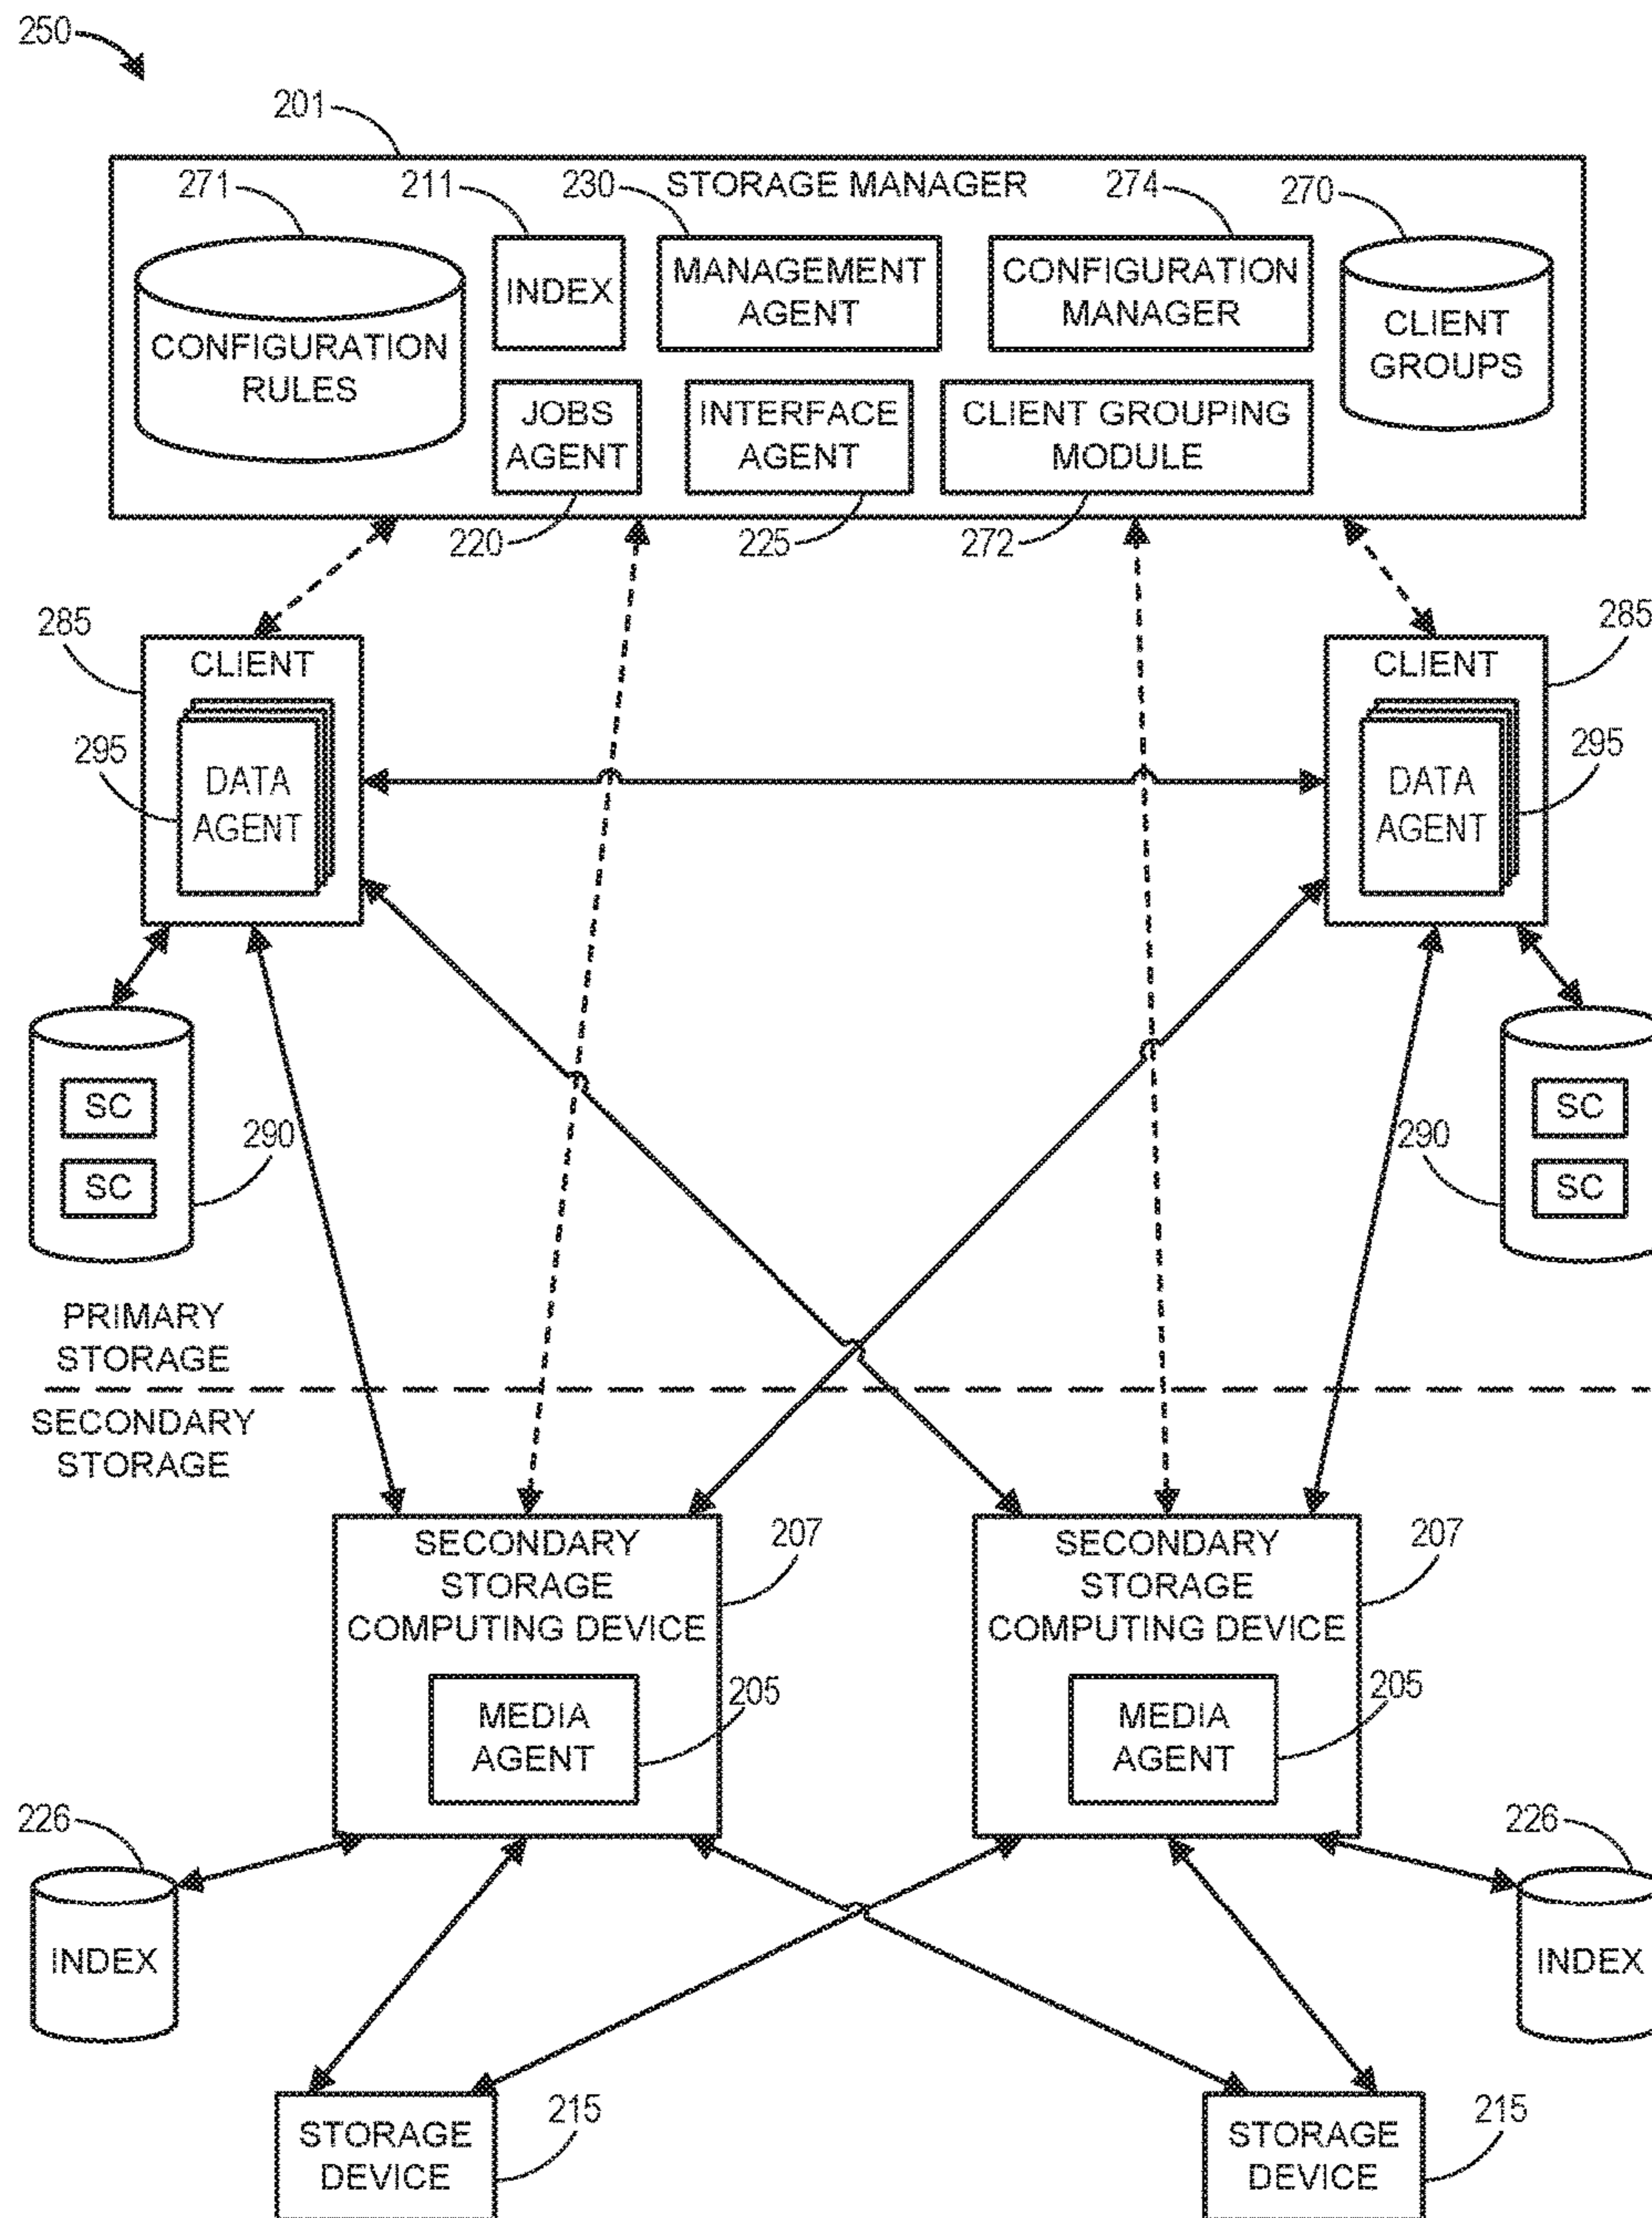 250
201
271
211
230
STORAGE MANAGER
274
270
CONFIGURATION
RULES
INDEX
MANAGEMENT
AGENT
CONFIGURATION
MANAGER
CLIENT
GROUPS
JOBS
AGENT
INTERFACE
AGENT
CLIENT GROUPING
MODULE
220
225
272
285
CLIENT
295
DATA
AGENT
285
CLIENT
295
DATA
AGENT
SC
SC
290
290
SC
SC
PRIMARY
STORAGE
SECONDARY
STORAGE
SECONDARY
STORAGE
COMPUTING DEVICE
207
MEDIA
AGENT
205
SECONDARY
STORAGE
COMPUTING DEVICE
207
MEDIA
AGENT
205
226
INDEX
226
INDEX
STORAGE
DEVICE
215
STORAGE
DEVICE
215